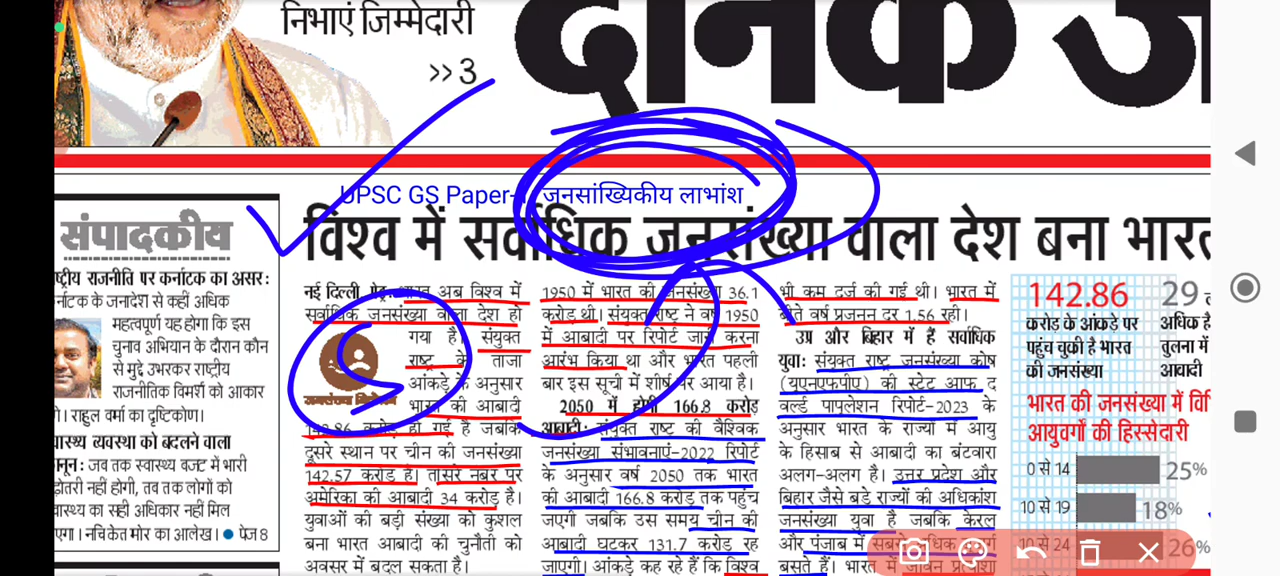 निभाएं जिम्मेदारी
>> 3
दैनिक ज
UPSC GS Paper- जनसांख्यिकीय लाभांश
विश्व में सर्वाधिक जनसंख्या वाला देश बना भारत
संपादकीय
ष्ट्रीय राजनीति पर कर्नाटक का असर:
र्नाटक के जनादेश से कहीं अधिक
महत्वपूर्ण यह होगा कि इस
चुनाव अभियान के दौरान कौन
से मुद्दे उभरकर राष्ट्रीय
राजनीतिक विमर्श को आकार
गे। राहुल वर्मा का दृष्टिकोण।
वास्थ्य व्यवस्था को बदलने वाला
नून: जब तक स्वास्थ्य बजट में भारी
होतरी नहीं होगी, तब तक लोगों को
वास्थ्य का सही अधिकार नहीं मिल
एगा। नचिकेत मोर का आलेख। ● पेज 8
नई दिल्ली, प्रेट्र: भारत अब विश्व में
सर्वाधिक जनसंख्या वाला देश हो
गया है। संयुक्त
राष्ट्र के ताजा
आंकड़े के अनुसार
भारत की आबादी
142.86 करोड़ हो गई है जबकि
दूसरे स्थान पर चीन की जनसंख्या
142.57 करोड़ है। तीसरे नंबर पर
अमेरिका की आबादी 34 करोड़ है।
युवाओं की बड़ी संख्या को कुशल
बना भारत आबादी की चुनौती को
अवसर में बदल सकता है।
1950 में भारत की जनसंख्या 36.1
करोड़ थी। संयुक्त राष्ट्र ने वर्ष 1950
में आबादी पर रिपोर्ट जारी करना
आरंभ किया था और भारत पहली
बार इस सूची में शीर्ष पर आया है।
2050 में होगी 166.8 करोड़
आबादी: संयुक्त राष्ट्र की वैश्विक
जनसंख्या संभावनाएं-2022 रिपोर्ट
के अनुसार वर्ष 2050 तक भारत
की आबादी 166.8 करोड़ तक पहुंच
जाएगी जबकि उस समय चीन की
आबादी घटकर 131.7 करोड़ रह
जाएगी। आंकड़े कह रहे हैं कि विश्व
भी कम दर्ज की गई थी। भारत में
बीते वर्ष प्रजनन दर 1.56 रही।
उप्र और बिहार में हैं सर्वाधिक
युवा: संयुक्त राष्ट्र जनसंख्या कोष
(यूएनएफपीए) की स्टेट आफ द
वर्ल्ड पापुलेशन रिपोर्ट-2023 के
अनुसार भारत के राज्यों में आयु
के हिसाब से आबादी का बंटवारा
अलग-अलग है। उत्तर प्रदेश और
बिहार जैसे बड़े राज्यों की अधिकांश
जनसंख्या युवा है जबकि केरल
और पंजाब में सबसे अधिक
बसते हैं। भारत में जीवन प्रत्याशा
142.86
करोड़ के आंकड़े पर
पहुंच चुकी है भारत
की जनसंख्या
29
अधिक है
तुलना में
आबादी
भारत की जनसंख्या में वि
आयुवर्गों की हिस्सेदारी
0 से 14 25%
10 से 19 18%
10 से 24 26%